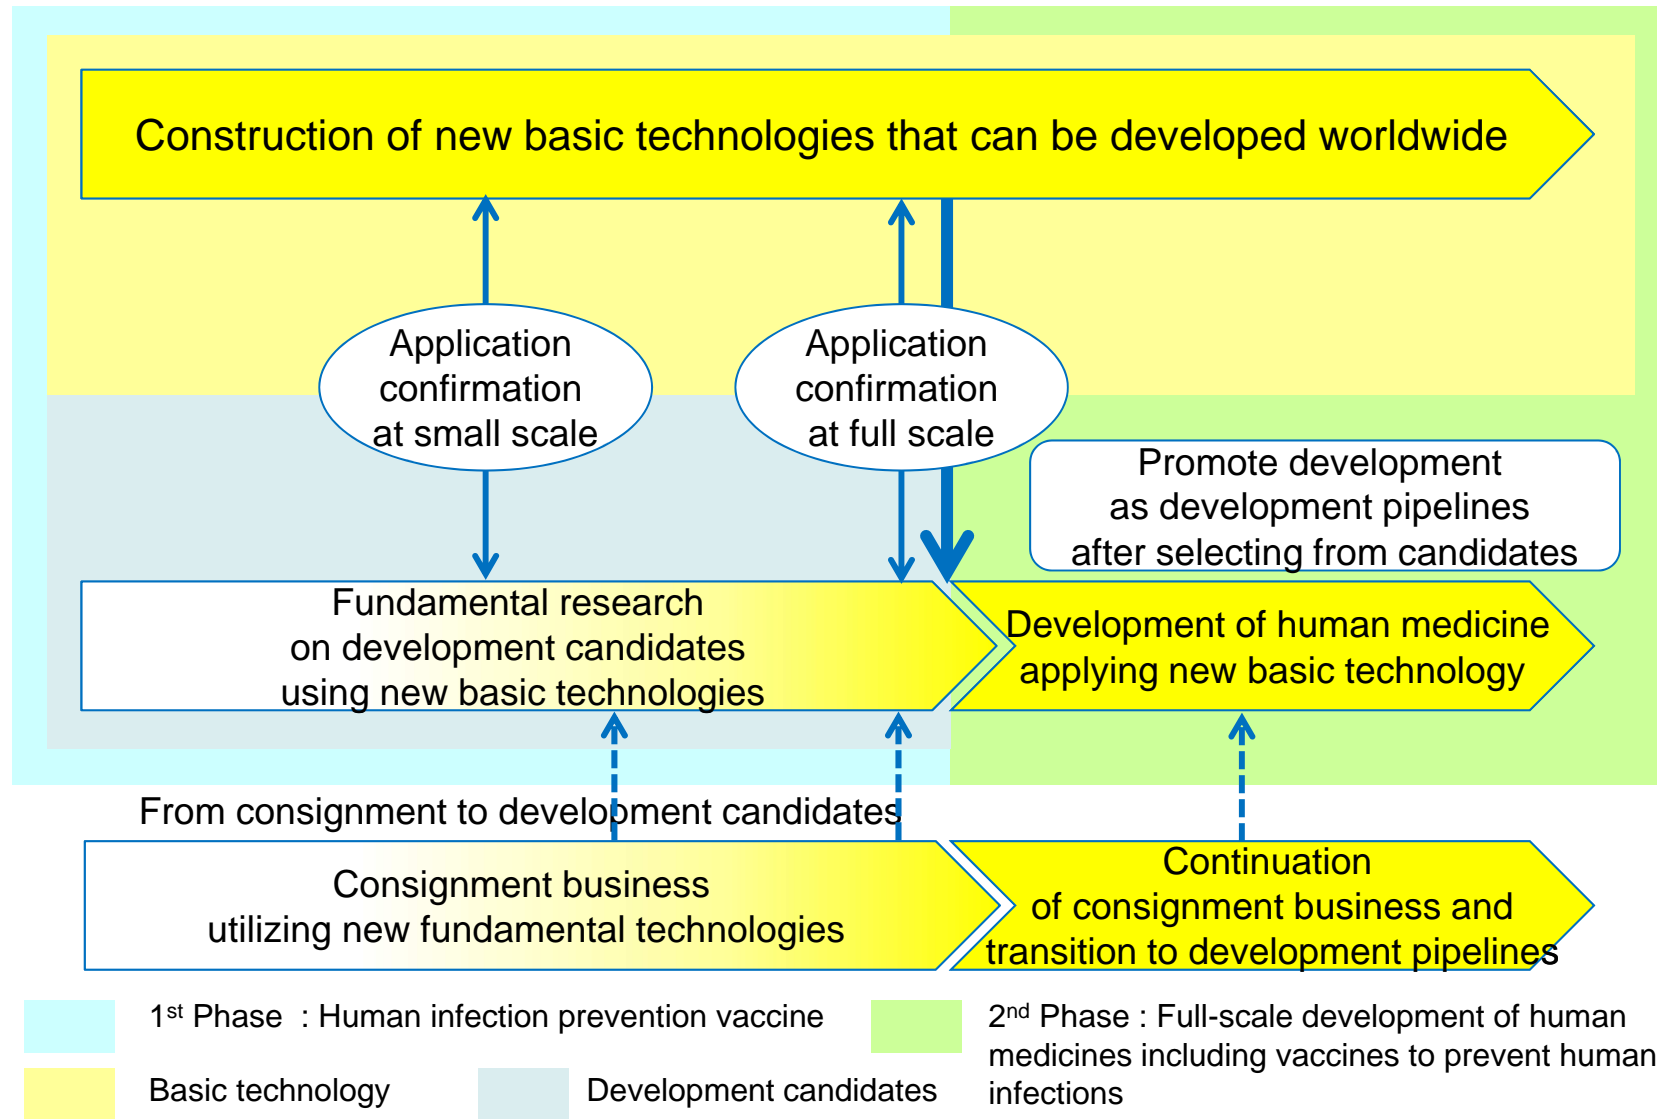 Construction of new basic technologies that can be developed worldwide
Application
confirmation
at small scale
Application
confirmation
at full scale
Promote development
as development pipelines
after selecting from candidates
Fundamental research
on development candidates
using new basic technologies
Development of human medicine
applying new basic technology
From consignment to development candidates
Consignment business
utilizing new fundamental technologies
Continuation
of consignment business and
transition to development pipelines
1st Phase : Human infection prevention vaccine
2nd Phase : Full-scale development of human
medicines including vaccines to prevent human
infections
Basic technology
Development candidates